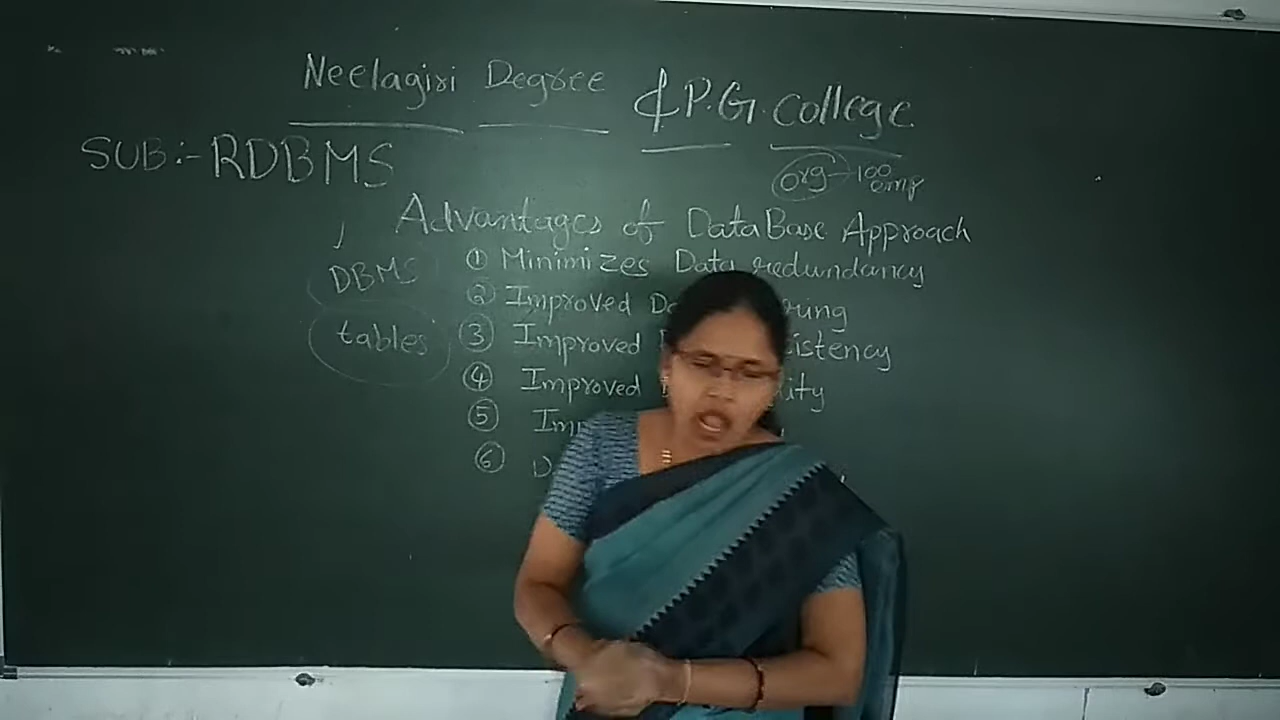 Neelagiri Degree & P.G. College
SUB:- RDBMS
org → 100 emp
Advantages of DataBase Approach
DBMS
tables
① Minimizes Data redundancy
② Improved
③ Improved
④ Improved
⑤
⑥